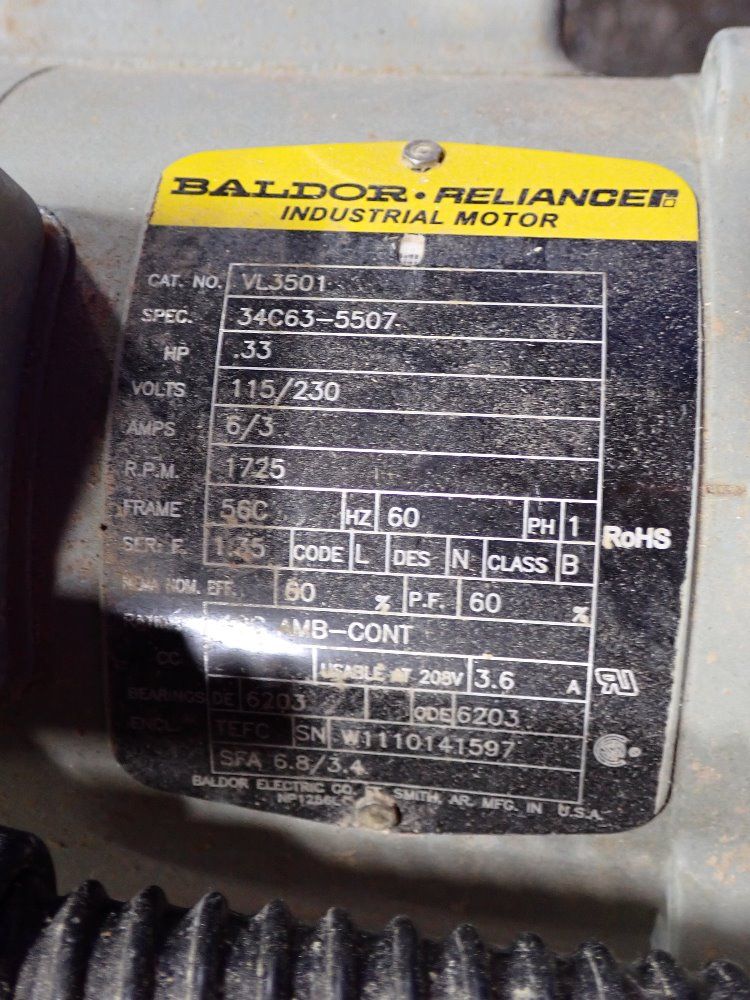 BALDOR • RELIANCER
INDUSTRIAL MOTOR
CAT. NO. VL3501
SPEC. 34C63-5507
HP .33
VOLTS 115/230
AMPS 6/3
R.P.M. 1725
FRAME 56C HZ 60 PH 1
RoHS
SER. F. 1.35 CODE L DES N CLASS B
NEMA NOM. EFF. 60 % P.F. 60 %
AMB-CONT
CC USABLE AT 208V 3.6 A
BEARINGS DE 6203 ODE 6203
ENCL. TEFC SN W1110141597
SFA 6.8/3.4
BALDOR ELECTRIC CO. FT. SMITH, AR. MFG. IN U.S.A.